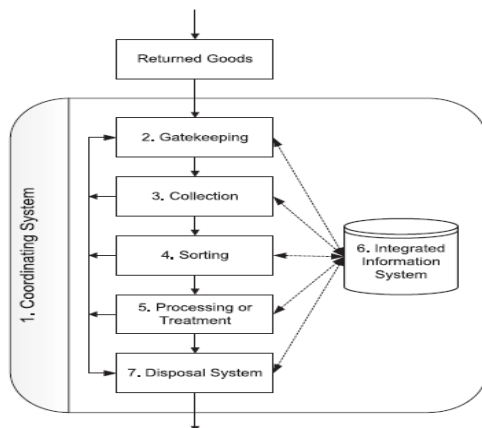 Returned Goods
1. Coordinating System
2. Gatekeeping
3. Collection
4. Sorting
5. Processing or
Treatment
7. Disposal System
6. Integrated
Information
System